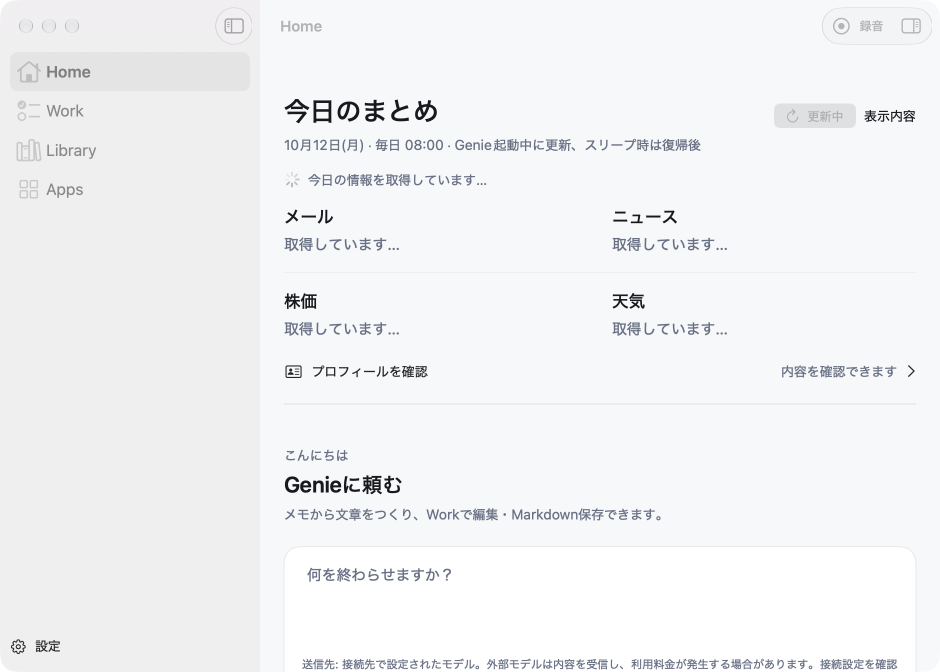 Home
録音
Home
Work
Library
Apps
設定
今日のまとめ
更新中
表示内容
10月12日(月) · 毎日 08:00 · Genie起動中に更新、スリープ時は復帰後
今日の情報を取得しています...
メール
取得しています...
ニュース
取得しています...
株価
取得しています...
天気
取得しています...
プロフィールを確認
内容を確認できます
こんにちは
Genieに頼む
メモから文章をつくり、Workで編集・Markdown保存できます。
何を終わらせますか？
送信先: 接続先で設定されたモデル。外部モデルは内容を受信し、利用料金が発生する場合があります。接続設定を確認